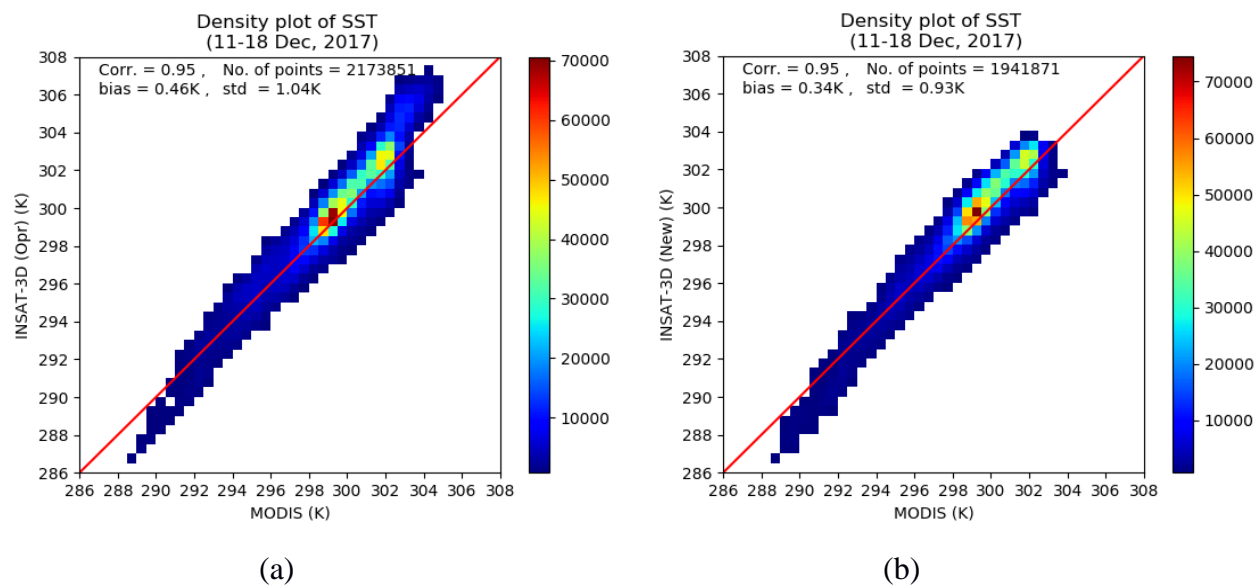 Density plot of SST
(11-18 Dec, 2017)
Corr. = 0.95 , No. of points = 2173851
bias = 0.46K , std = 1.04K
308
306
304
302
300
298
296
294
292
290
288
286
INSAT-3D (Opr) (K)
286 288 290 292 294 296 298 300 302 304 306 308
MODIS (K)
70000
60000
50000
40000
30000
20000
10000
(a)
Density plot of SST
(11-18 Dec, 2017)
Corr. = 0.95 , No. of points = 1941871
bias = 0.34K , std = 0.93K
308
306
304
302
300
298
296
294
292
290
288
286
INSAT-3D (New) (K)
286 288 290 292 294 296 298 300 302 304 306 308
MODIS (K)
70000
60000
50000
40000
30000
20000
10000
(b)